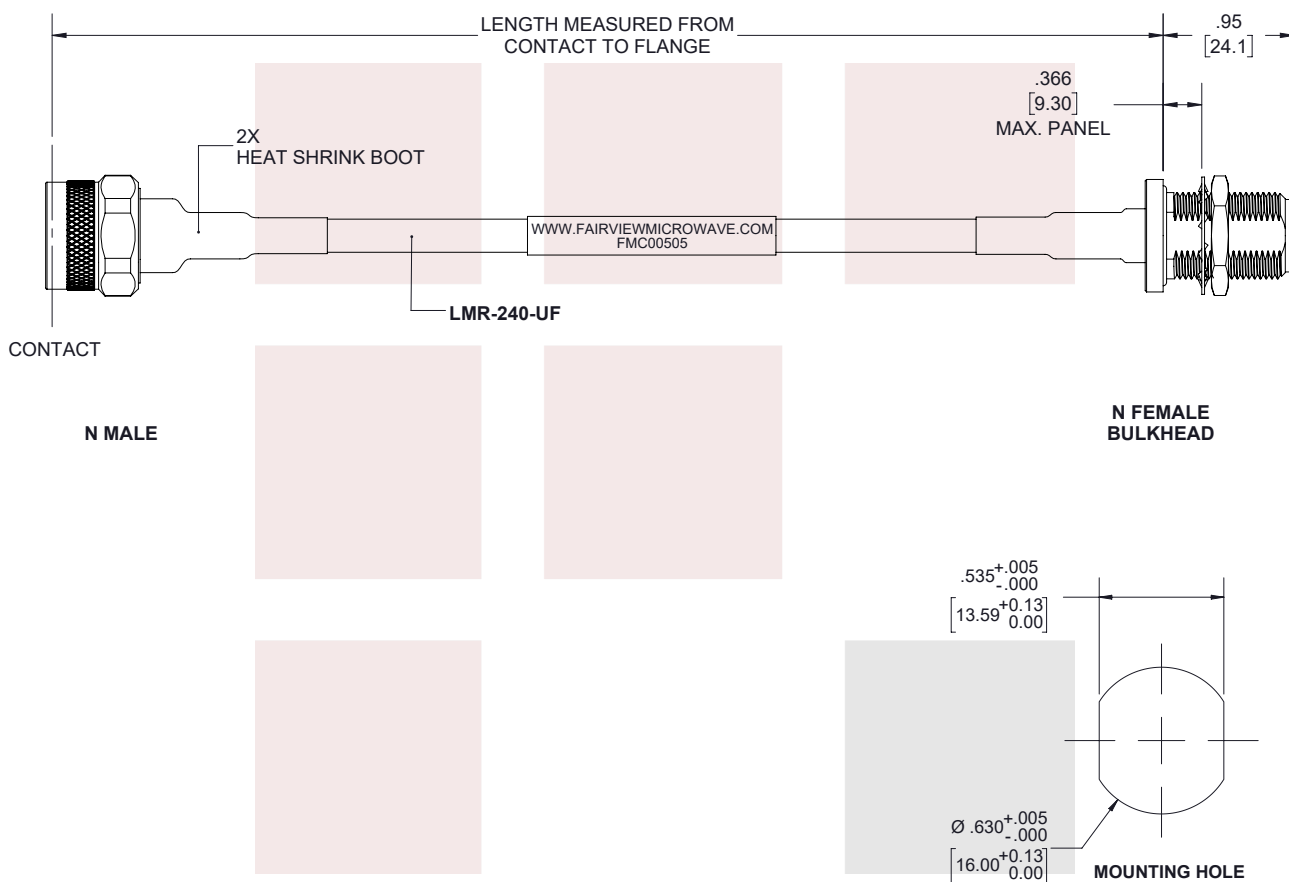 LENGTH MEASURED FROM
CONTACT TO FLANGE
.95
[24.1]
.366
[9.30]
MAX. PANEL
2X
HEAT SHRINK BOOT
WWW.FAIRVIEWMICROWAVE.COM
FMC00505
LMR-240-UF
CONTACT
N MALE
N FEMALE
BULKHEAD
.535 +.005
-.000
[13.59 +0.13
0.00]
Ø .630 +.005
-.000
[16.00 +0.13
0.00]
MOUNTING HOLE